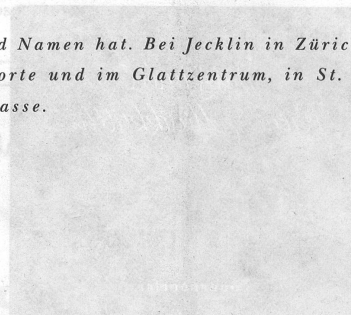 d Namen hat. Bei Jecklin in Züric
orte und im Glattzentrum, in St.
asse.